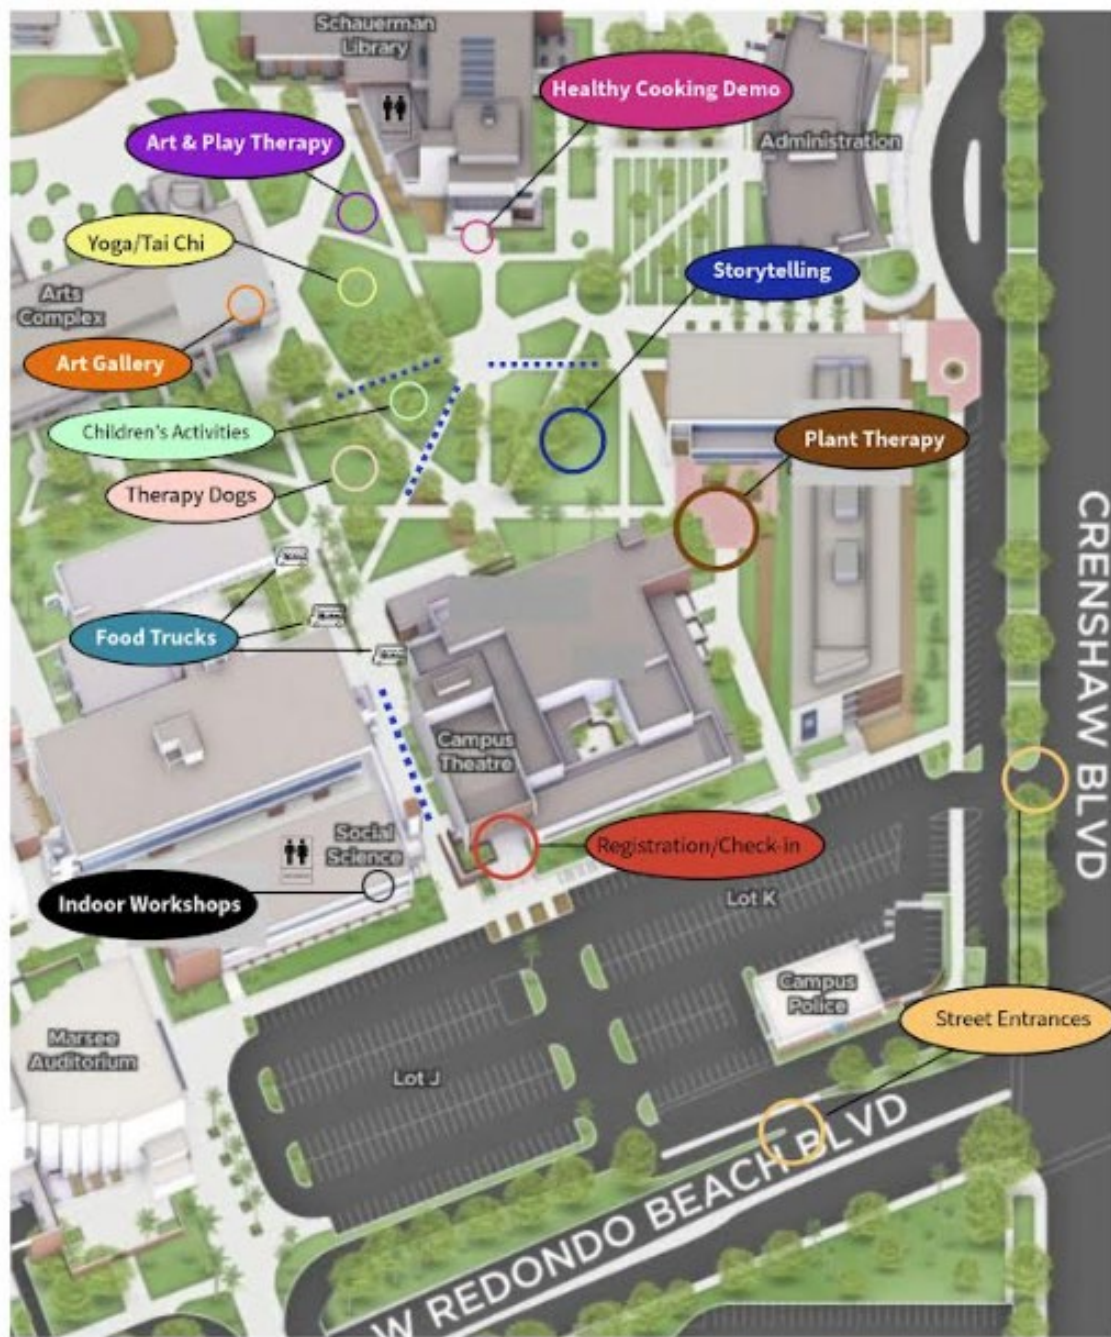 Schauerman
Library
Healthy Cooking Demo
Art & Play Therapy
Administration
Yoga/Tai Chi
Storytelling
Arts
Complex
Art Gallery
Children's Activities
Plant Therapy
Therapy Dogs
CRENSHAW BLVD
Food Trucks
Campus
Theatre
Social
Science
Registration/Check-in
Indoor Workshops
Lot K
Campus
Police
Street Entrances
Marsee
Auditorium
Lot J
W REDONDO BEACH BLVD